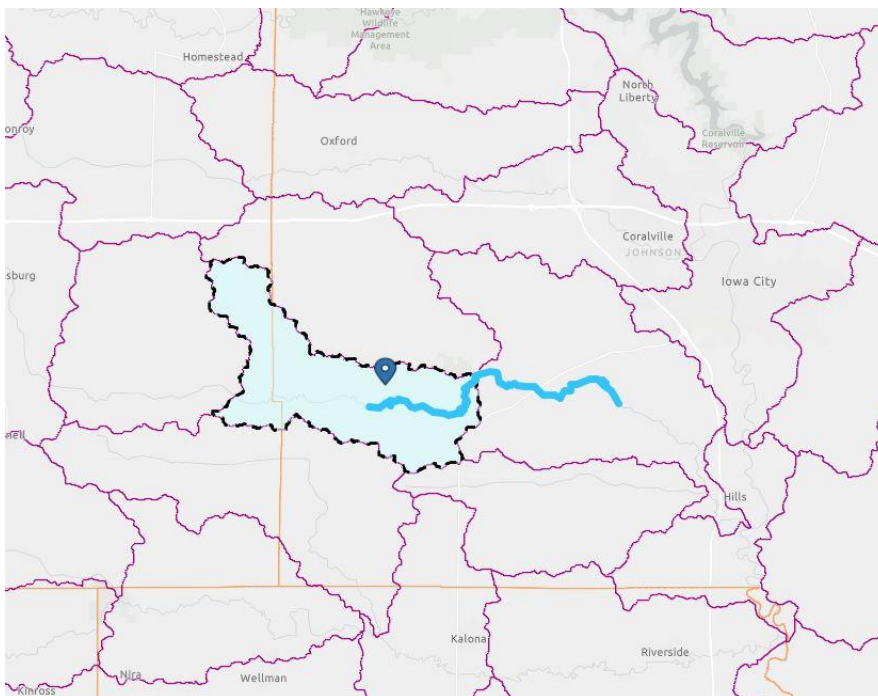 Hawkeye
Wildlife
Management
Area
Homestead
North
Liberty
onroy
Oxford
Coralville
Reservoir
Coralville
JOHNSON
sburg
Iowa City
nell
Hills
Kalona
Riverside
Nira
Wellman
Kinross